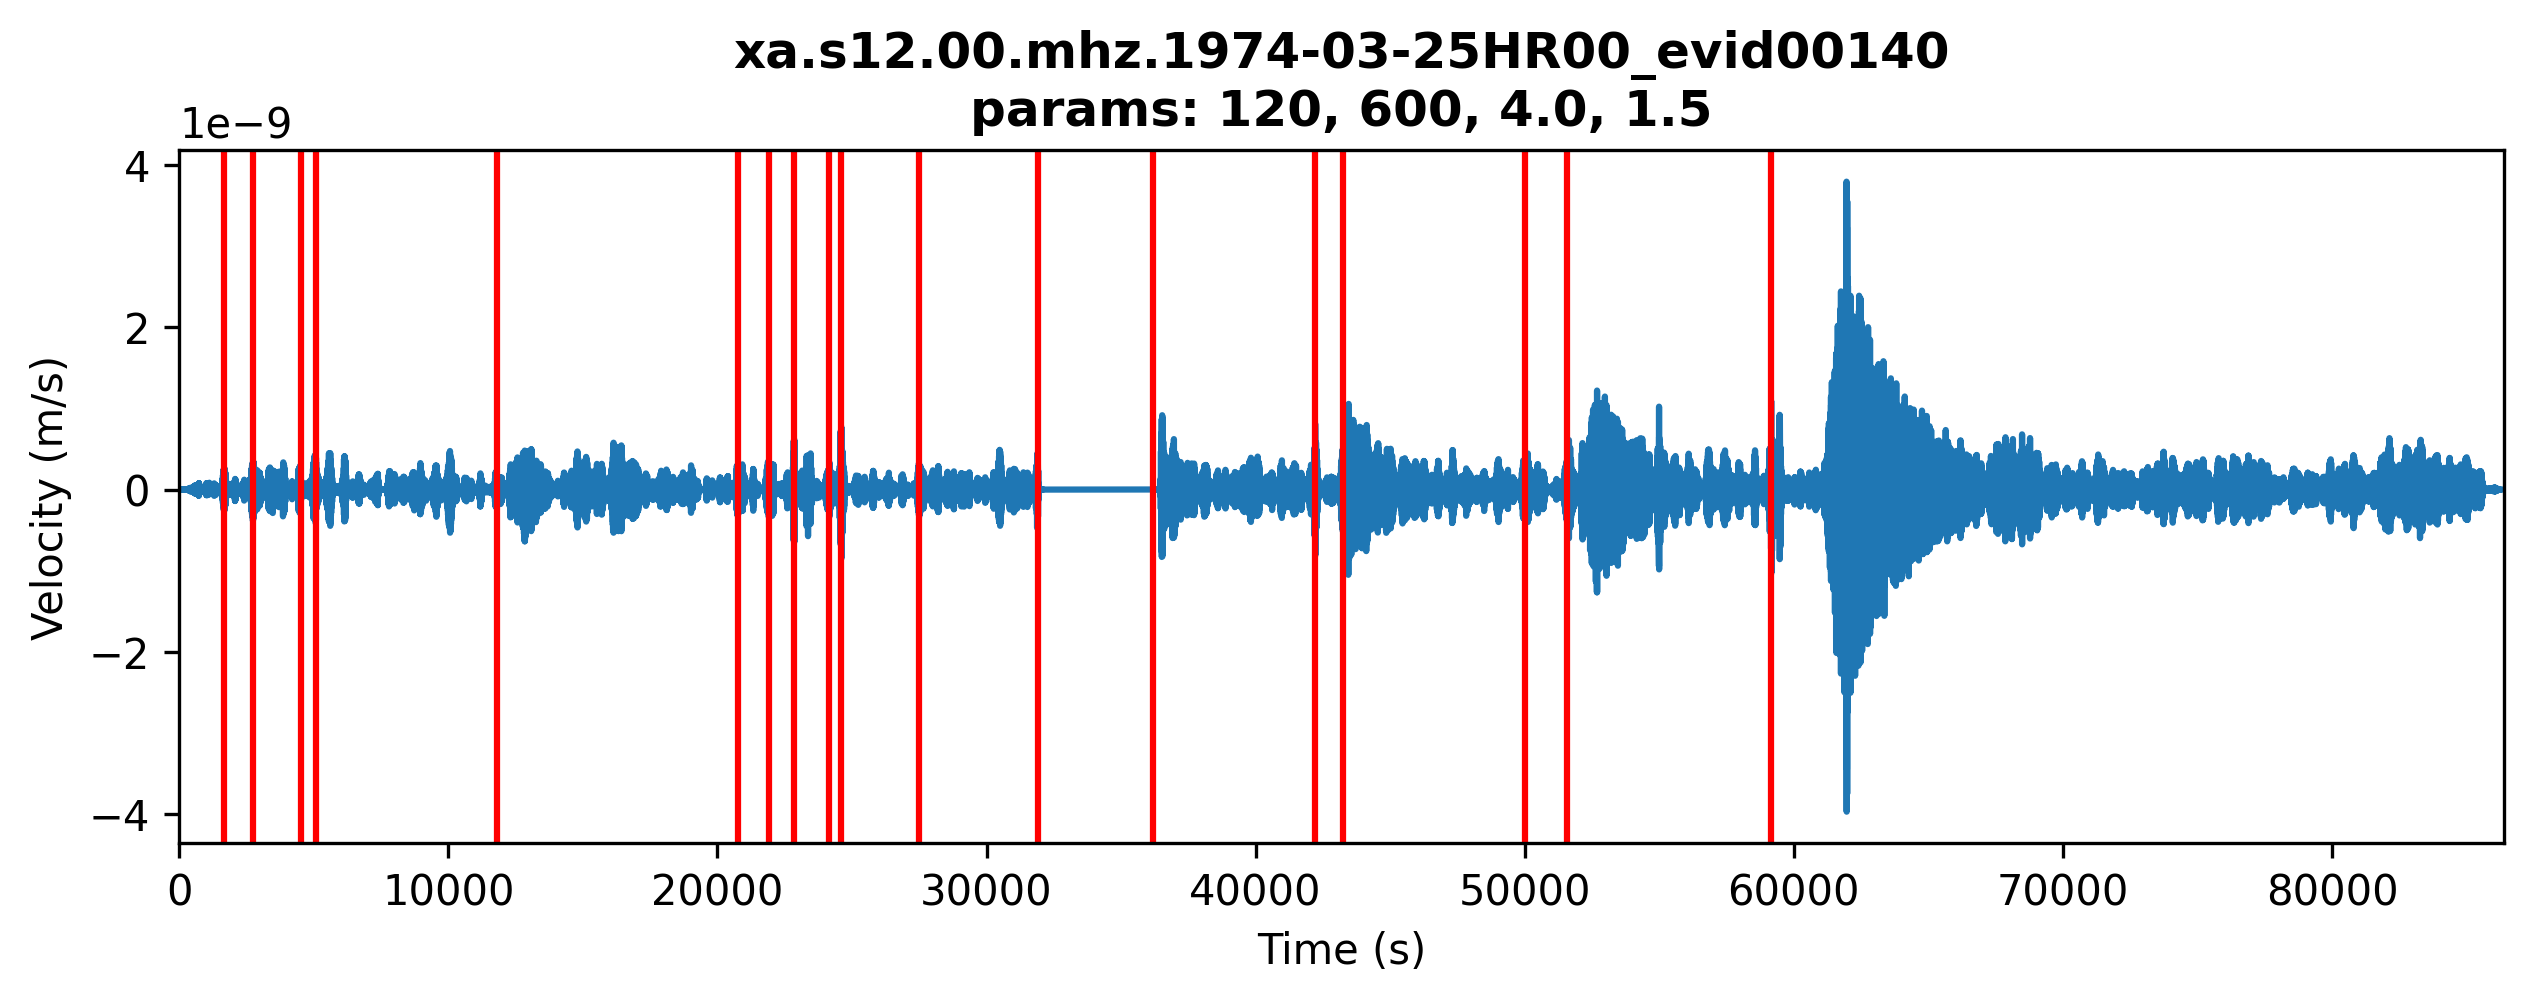 xa.s12.00.mhz.1974-03-25HR00_evid00140
params: 120, 600, 4.0, 1.5
1e−9
4
2
0
−2
−4
Velocity (m/s)
0 10000 20000 30000 40000 50000 60000 70000 80000
Time (s)